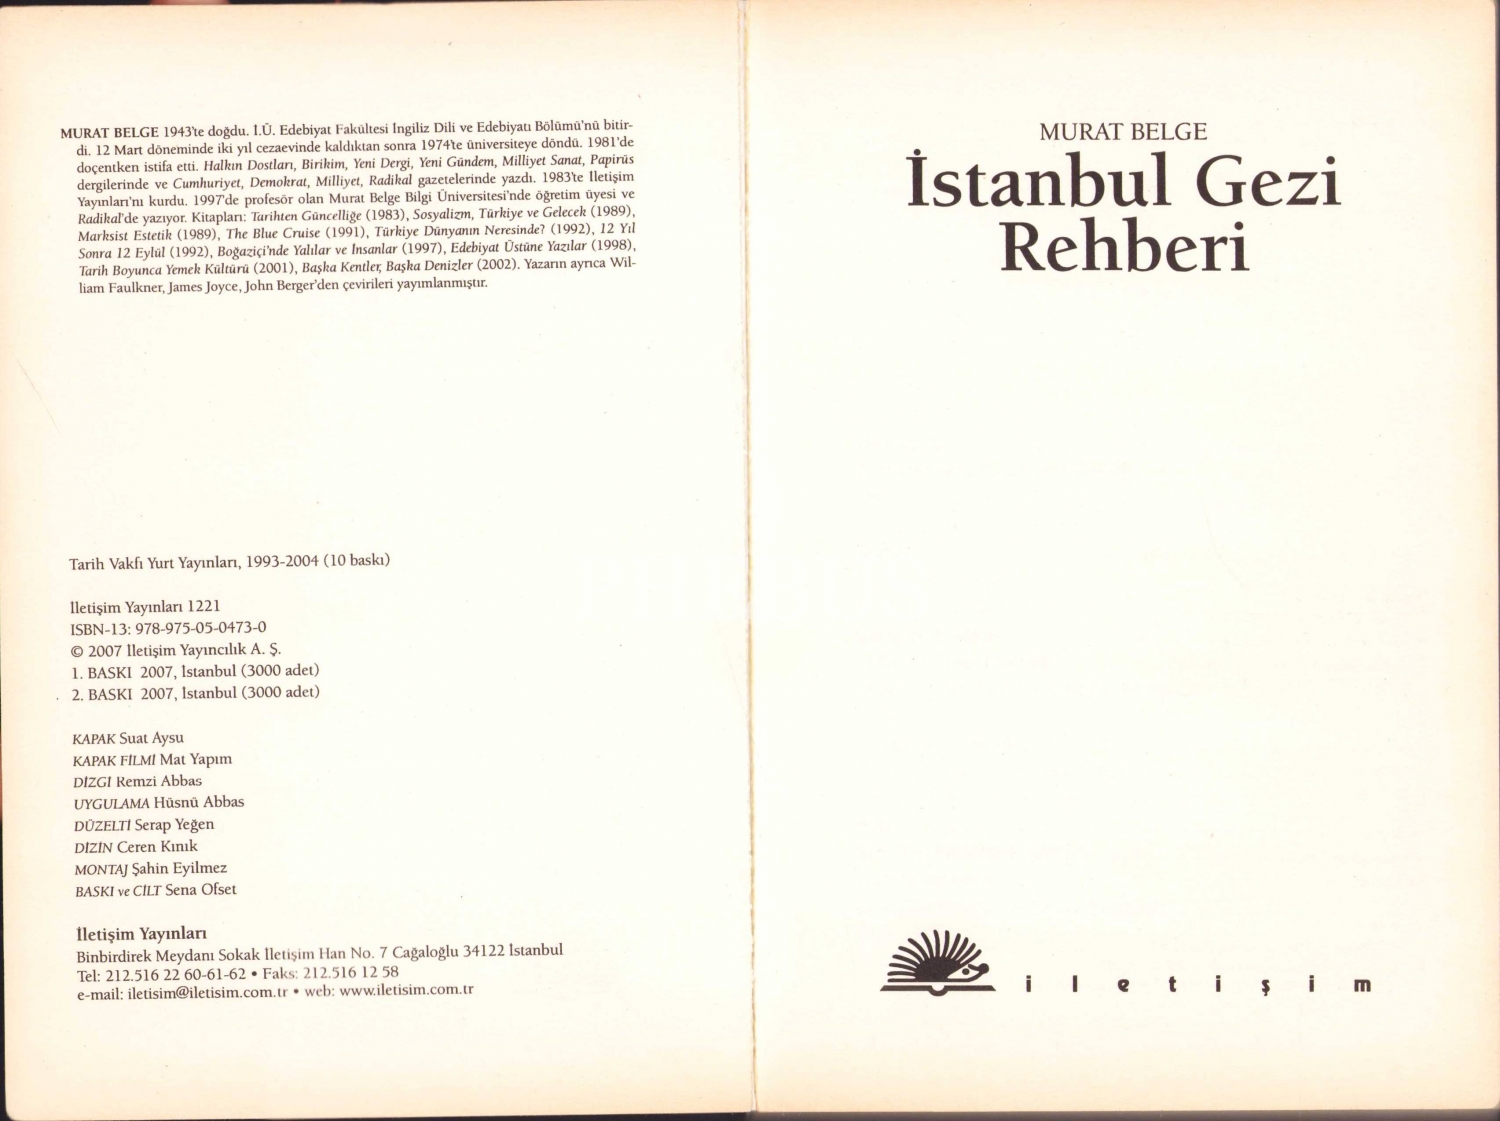 MURAT BELGE 1943'te doğdu. İ.Ü. Edebiyat Fakültesi İngiliz Dili ve Edebiyatı Bölümü'nü bitir-
di. 12 Mart döneminde iki yıl cezaevinde kaldıktan sonra 1974'te üniversiteye döndü. 1981'de
doçentken istifa etti. Halkın Dostları, Birikim, Yeni Dergi, Yeni Gündem, Milliyet Sanat, Papirüs
dergilerinde ve Cumhuriyet, Demokrat, Milliyet, Radikal gazetelerinde yazdı. 1983'te İletişim
Yayınları'nı kurdu. 1997'de profesör olan Murat Belge Bilgi Üniversitesi'nde öğretim üyesi ve
Radikal'de yazıyor. Kitapları: Tarihten Güncelliğe (1983), Sosyalizm, Türkiye ve Gelecek (1989),
Marksist Estetik (1989), The Blue Cruise (1991), Türkiye Dünyanın Neresinde? (1992), 12 Yıl
Sonra 12 Eylül (1992), Boğaziçi'nde Yalılar ve İnsanlar (1997), Edebiyat Üstüne Yazılar (1998),
Tarih Boyunca Yemek Kültürü (2001), Başka Kentler, Başka Denizler (2002). Yazarın ayrıca Wil-
liam Faulkner, James Joyce, John Berger'den çevirileri yayımlanmıştır.
Tarih Vakfı Yurt Yayınları, 1993-2004 (10 baskı)
İletişim Yayınları 1221
ISBN-13: 978-975-05-0473-0
© 2007 İletişim Yayıncılık A. Ş.
1. BASKI 2007, İstanbul (3000 adet)
2. BASKI 2007, İstanbul (3000 adet)
KAPAK Suat Aysu
KAPAK FİLMİ Mat Yapım
DİZGİ Remzi Abbas
UYGULAMA Hüsnü Abbas
DÜZELTİ Serap Yeğen
DİZİN Ceren Kınık
MONTAJ Şahin Eyilmez
BASKI ve CİLT Sena Ofset
İletişim Yayınları
Binbirdirek Meydanı Sokak İletişim Han No. 7 Cağaloğlu 34122 İstanbul
Tel: 212.516 22 60-61-62 • Faks: 212.516 12 58
e-mail: iletisim@iletisim.com.tr • web: www.iletisim.com.tr
MURAT BELGE
İstanbul Gezi
Rehberi
iletişim